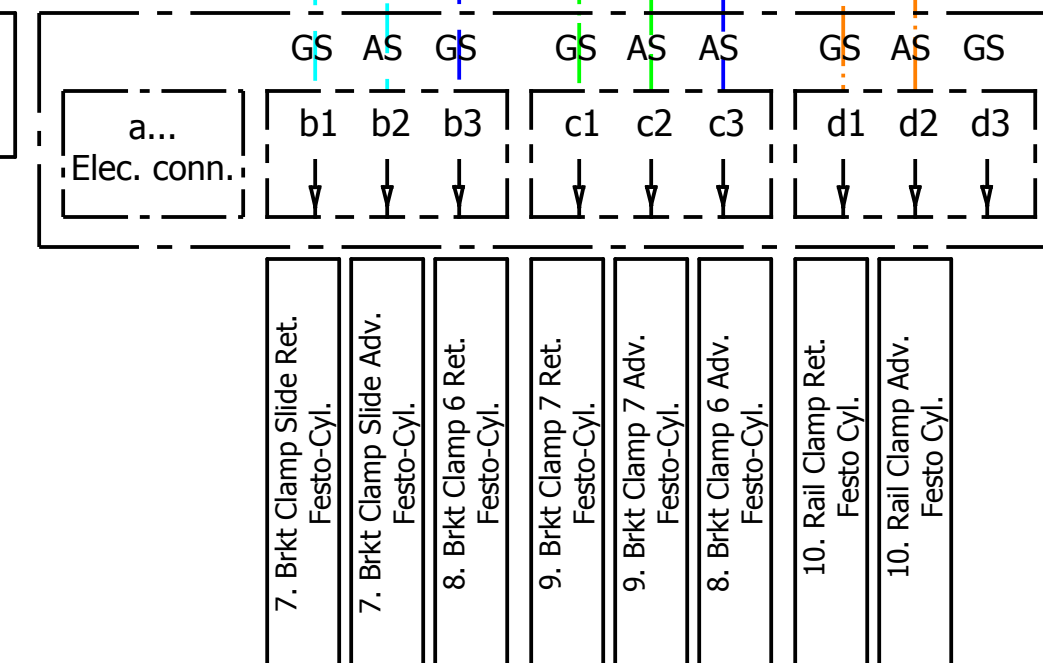 GS AS GS GS AS AS GS AS GS
a... b1 b2 b3 c1 c2 c3 d1 d2 d3
Elec. conn.
7. Brkt Clamp Slide Ret.
Festo-Cyl.
7. Brkt Clamp Slide Adv.
Festo-Cyl.
8. Brkt Clamp 6 Ret.
Festo-Cyl.
9. Brkt Clamp 7 Ret.
Festo-Cyl.
9. Brkt Clamp 7 Adv.
Festo-Cyl.
8. Brkt Clamp 6 Adv.
Festo-Cyl.
10. Rail Clamp Ret.
Festo Cyl.
10. Rail Clamp Adv.
Festo Cyl.